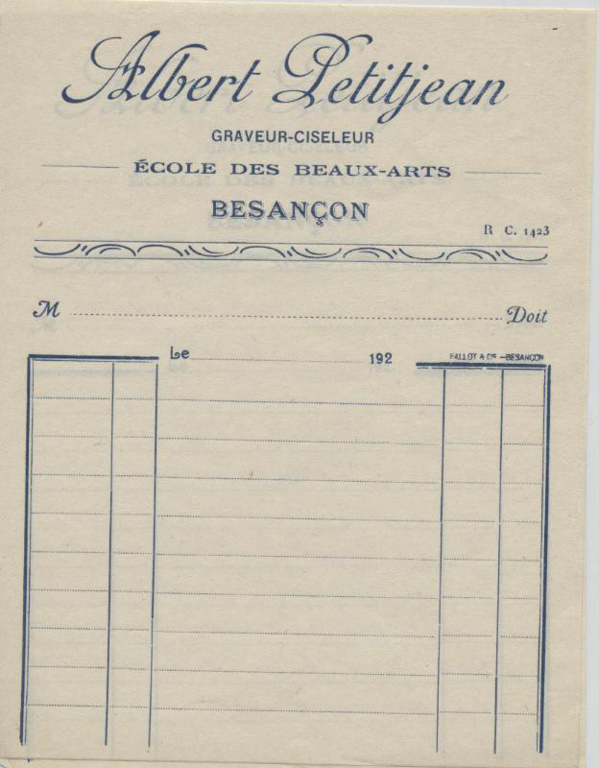 Albert Petitjean
GRAVEUR-CISELEUR
ÉCOLE DES BEAUX-ARTS
BESANÇON
R C. 1423
M Doit
Le 192
FALLOT & Cie - BESANÇON